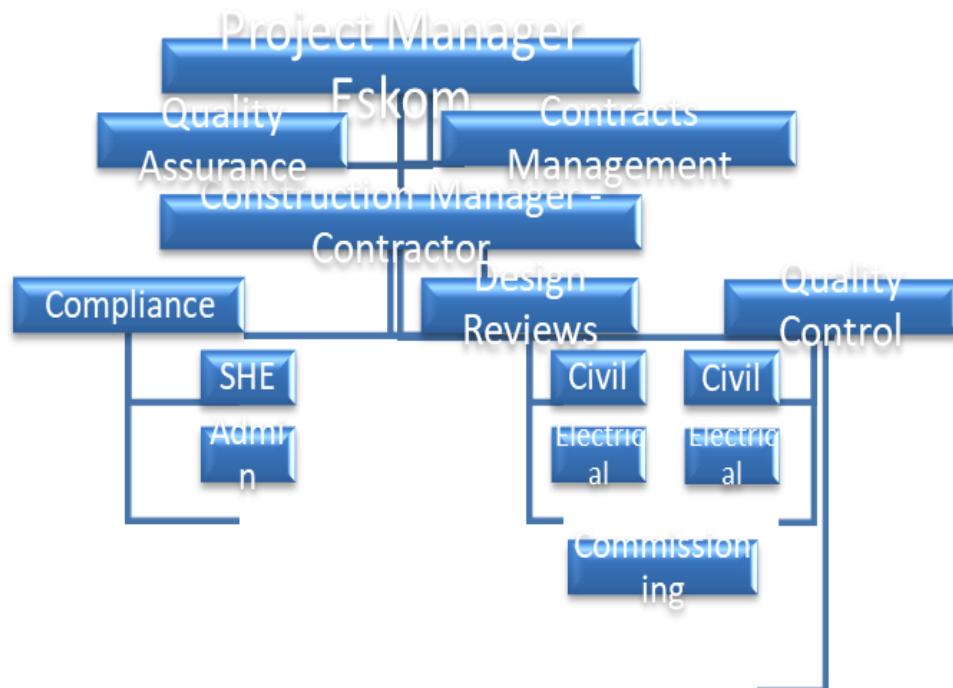 Project Manager
Eskom
Quality
Assurance
Contracts
Management
Construction Manager -
Contractor
Compliance
Design
Reviews
Quality
Control
SHE
Civil
Civil
Admi
n
Electric
al
Electric
al
Commission
ing